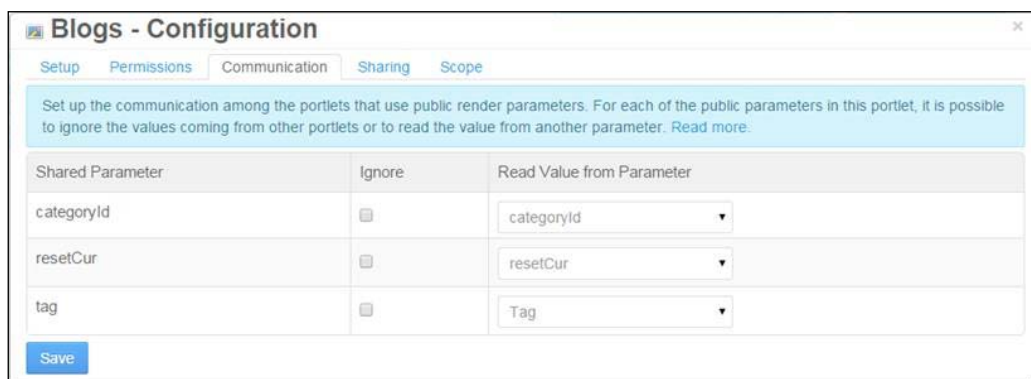 Blogs - Configuration ×
Setup Permissions Communication Sharing Scope
Set up the communication among the portlets that use public render parameters. For each of the public parameters in this portlet, it is possible
to ignore the values coming from other portlets or to read the value from another parameter. Read more.
Shared Parameter Ignore Read Value from Parameter
categoryId categoryId
resetCur resetCur
tag Tag
Save